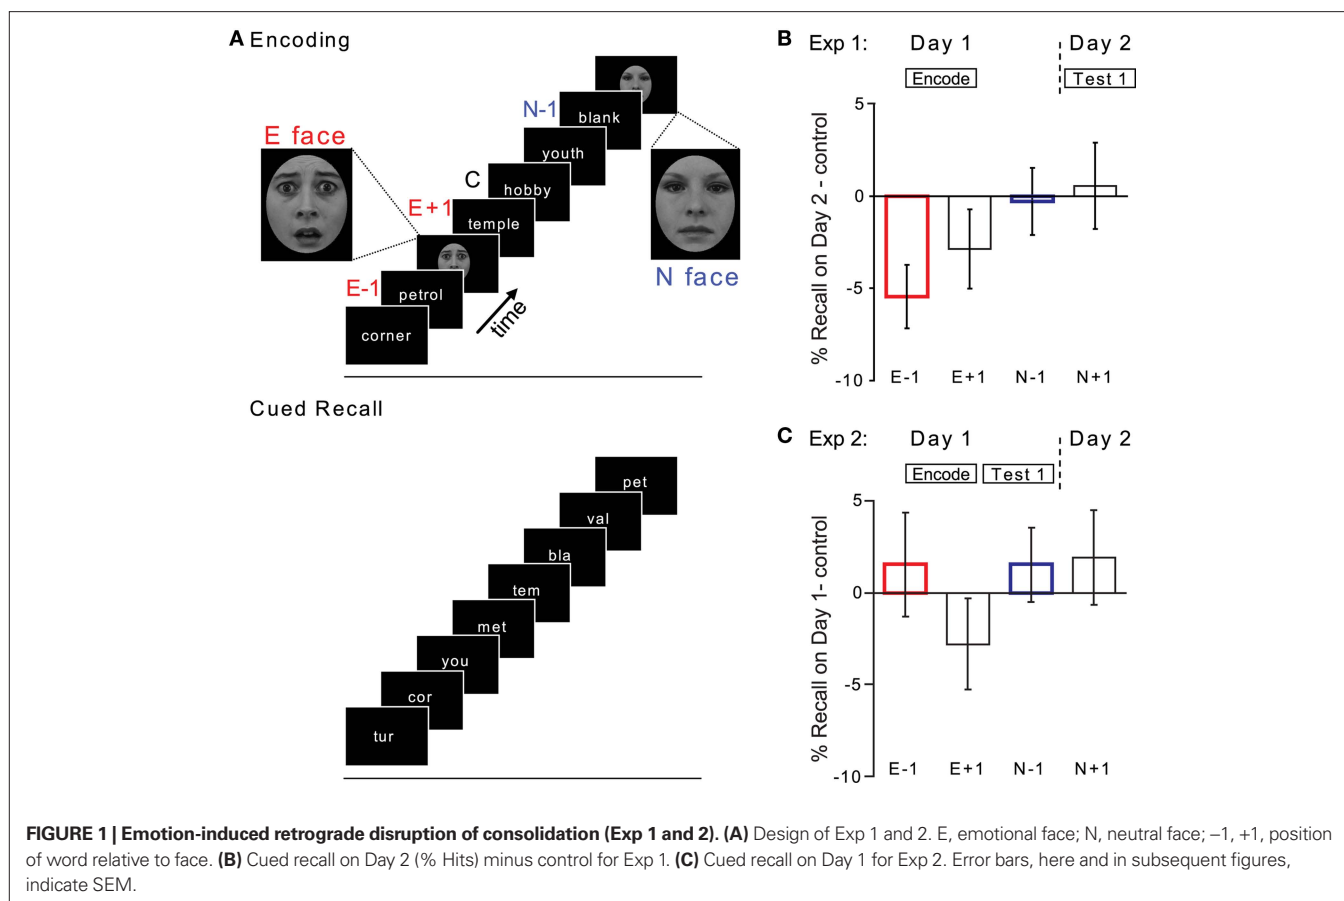 A Encoding
E face
E-1
corner
petrol
E+1
temple
C
hobby
youth
N-1
blank
N face
time
Cued Recall
tur
cor
you
met
tem
bla
val
pet
B Exp 1: Day 1 Day 2
Encode Test 1
% Recall on Day 2 - control
5
0
-5
-10
E-1 E+1 N-1 N+1
C Exp 2: Day 1 Day 2
Encode Test 1
% Recall on Day 1- control
5
0
-5
-10
E-1 E+1 N-1 N+1
FIGURE 1 | Emotion-induced retrograde disruption of consolidation (Exp 1 and 2). (A) Design of Exp 1 and 2. E, emotional face; N, neutral face; −1, +1, position
of word relative to face. (B) Cued recall on Day 2 (% Hits) minus control for Exp 1. (C) Cued recall on Day 1 for Exp 2. Error bars, here and in subsequent figures,
indicate SEM.